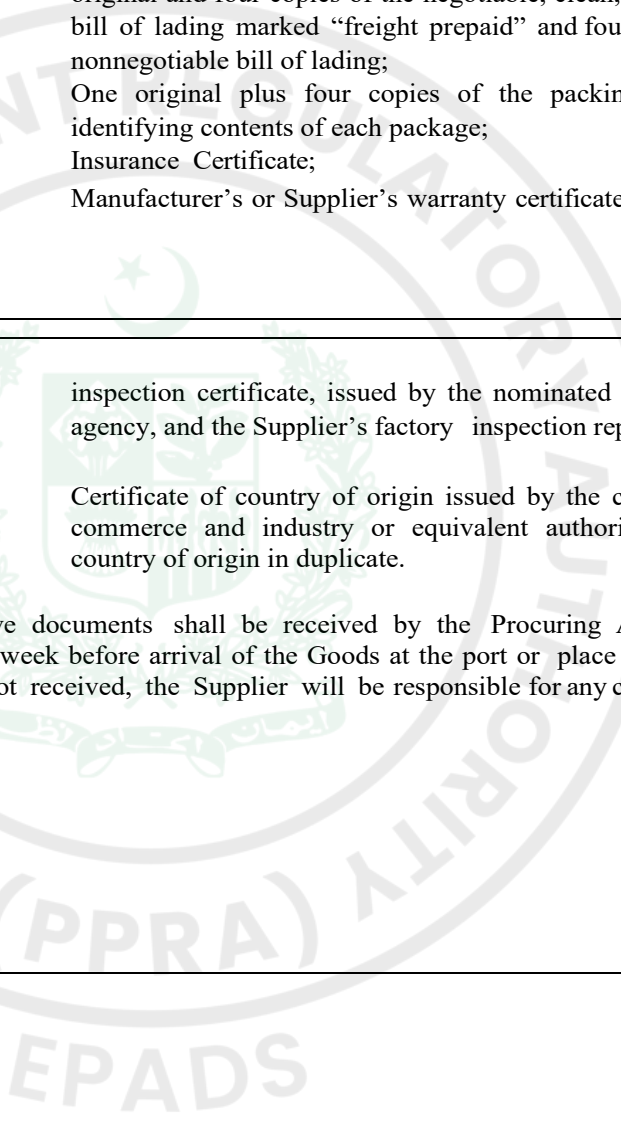 original and four copies of the negotiable, clean,
bill of lading marked “freight prepaid” and fou
nonnegotiable bill of lading;
One original plus four copies of the packin
identifying contents of each package;
Insurance Certificate;
Manufacturer’s or Supplier’s warranty certificate
inspection certificate, issued by the nominated
agency, and the Supplier’s factory inspection rep
Certificate of country of origin issued by the c
commerce and industry or equivalent authori
country of origin in duplicate.
ve documents shall be received by the Procuring A
week before arrival of the Goods at the port or place
ot received, the Supplier will be responsible for any c
NT REGULATORY AUTHORITY
(PPRA)
EPADS